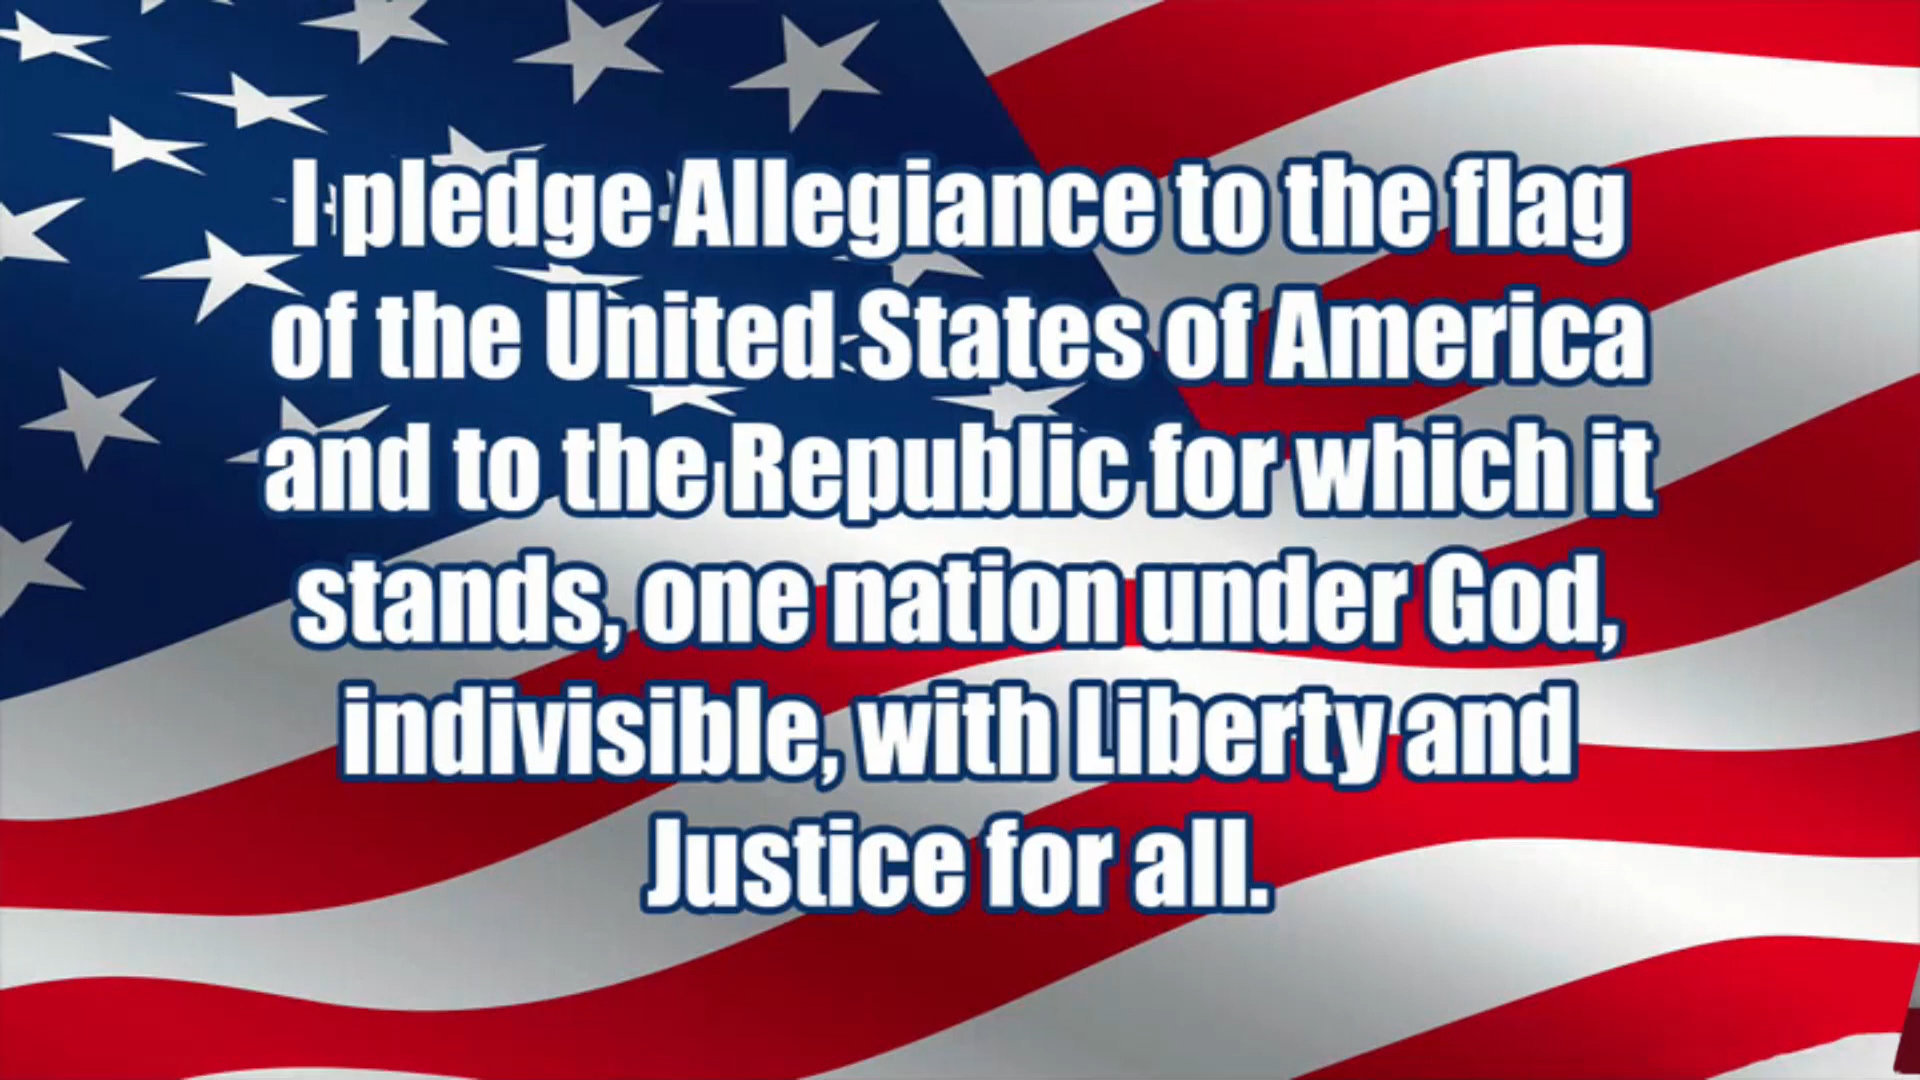 I pledge Allegiance to the flag
of the United States of America
and to the Republic for which it
stands, one nation under God,
indivisible, with Liberty and
Justice for all.